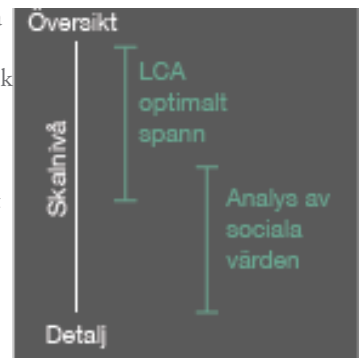 Översikt
LCA
optimalt
spann
k
Skalnivå
Analys av
sociala
värden
Detalj